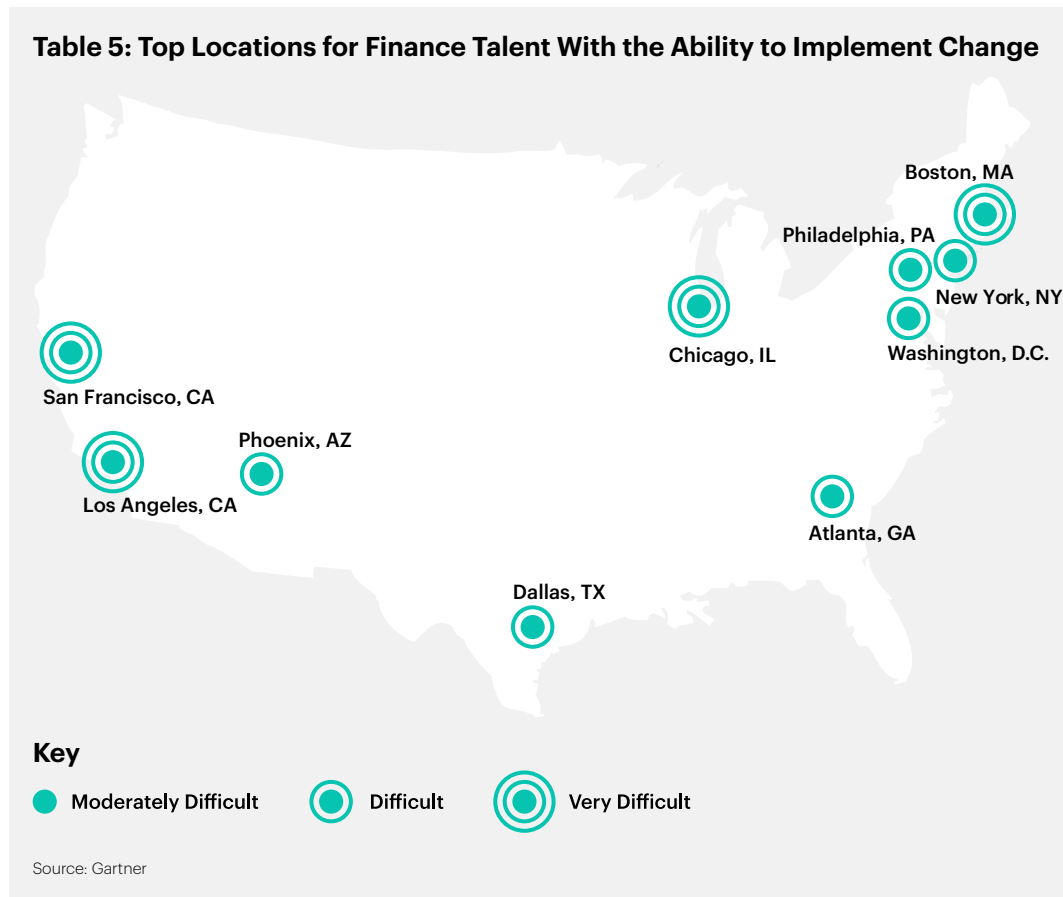 Table 5: Top Locations for Finance Talent With the Ability to Implement Change
Boston, MA
Philadelphia, PA
New York, NY
Washington, D.C.
Chicago, IL
San Francisco, CA
Phoenix, AZ
Los Angeles, CA
Atlanta, GA
Dallas, TX
Key
Moderately Difficult
Difficult
Very Difficult
Source: Gartner